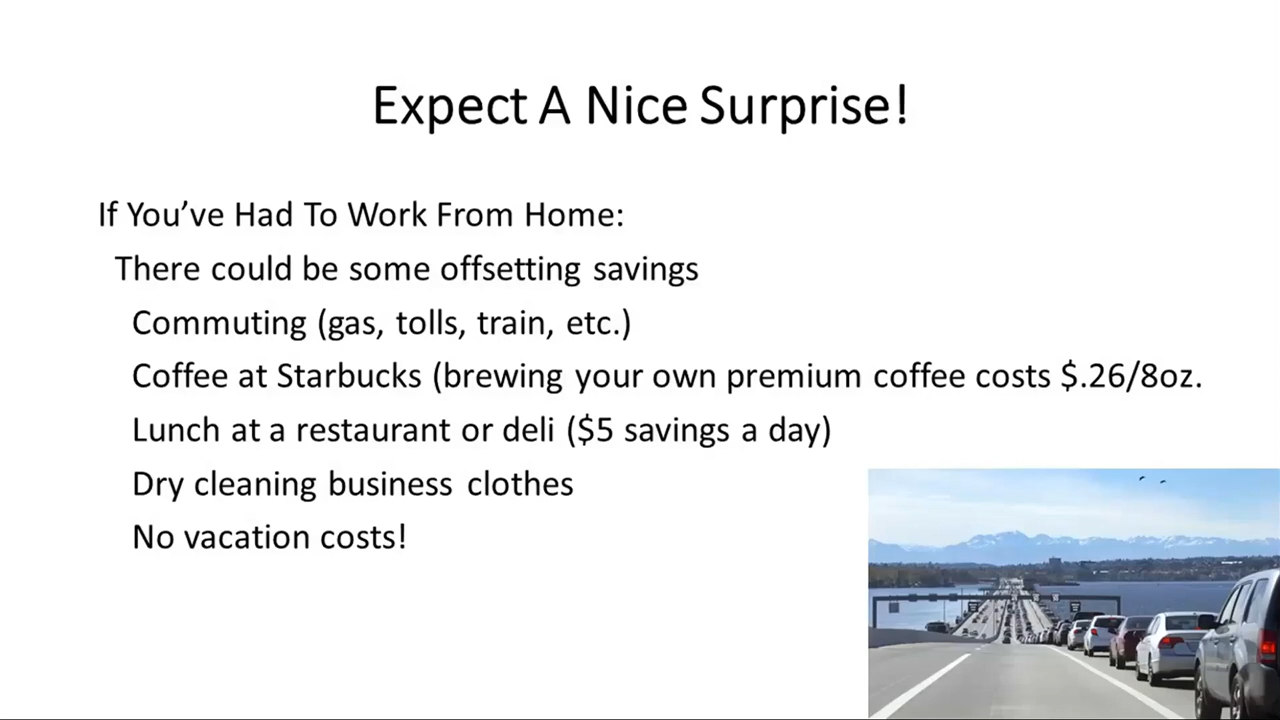 Expect A Nice Surprise!
If You’ve Had To Work From Home:
There could be some offsetting savings
Commuting (gas, tolls, train, etc.)
Coffee at Starbucks (brewing your own premium coffee costs $.26/8oz.
Lunch at a restaurant or deli ($5 savings a day)
Dry cleaning business clothes
No vacation costs!